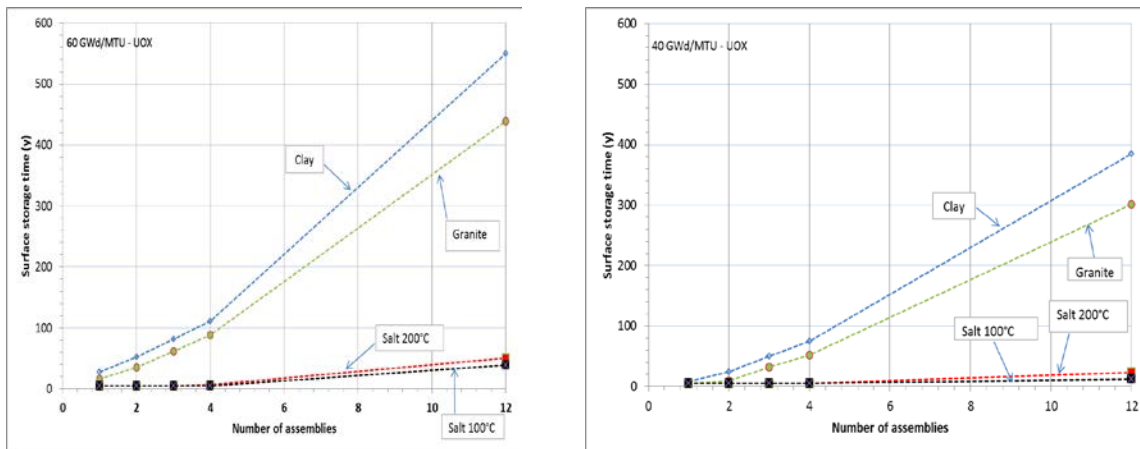 60 GWd/MTU - UOX
Surface storage time (y)
600
500
400
300
200
100
0
Clay
Granite
Salt 200°C
Salt 100°C
0 2 4 6 8 10 12
Number of assemblies
40 GWd/MTU - UOX
Surface storage time (y)
600
500
400
300
200
100
0
Clay
Granite
Salt 200°C
Salt 100°C
0 2 4 6 8 10 12
Number of assemblies